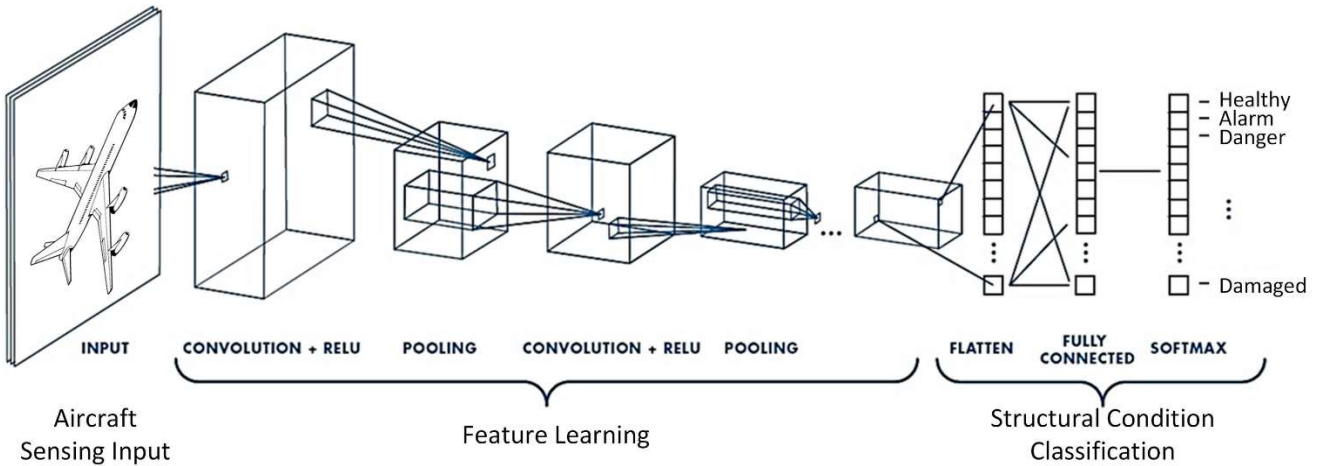 Healthy
Alarm
Danger
...
Damaged
INPUT
CONVOLUTION + RELU
POOLING
CONVOLUTION + RELU
POOLING
FLATTEN
FULLY
CONNECTED
SOFTMAX
Aircraft
Sensing Input
Feature Learning
Structural Condition
Classification